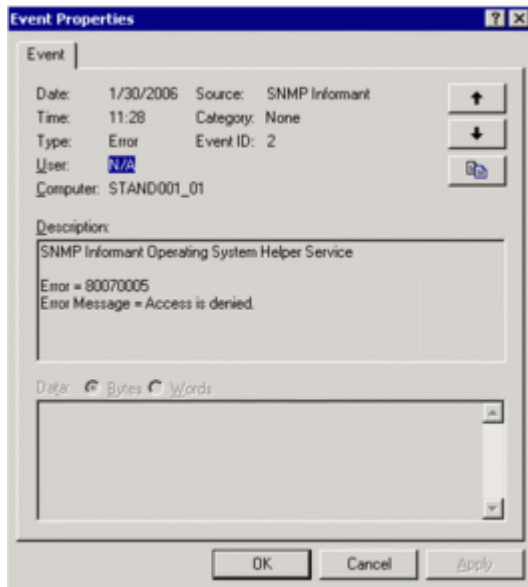 Event Properties
Event
Date: 1/30/2006 Source: SNMP Informant
Time: 11:28 Category: None
Type: Error Event ID: 2
User: N/A
Computer: STAND001_01
Description:
SNMP Informant Operating System Helper Service
Error = 80070005
Error Message = Access is denied.
Data: Bytes Words
OK Cancel Apply